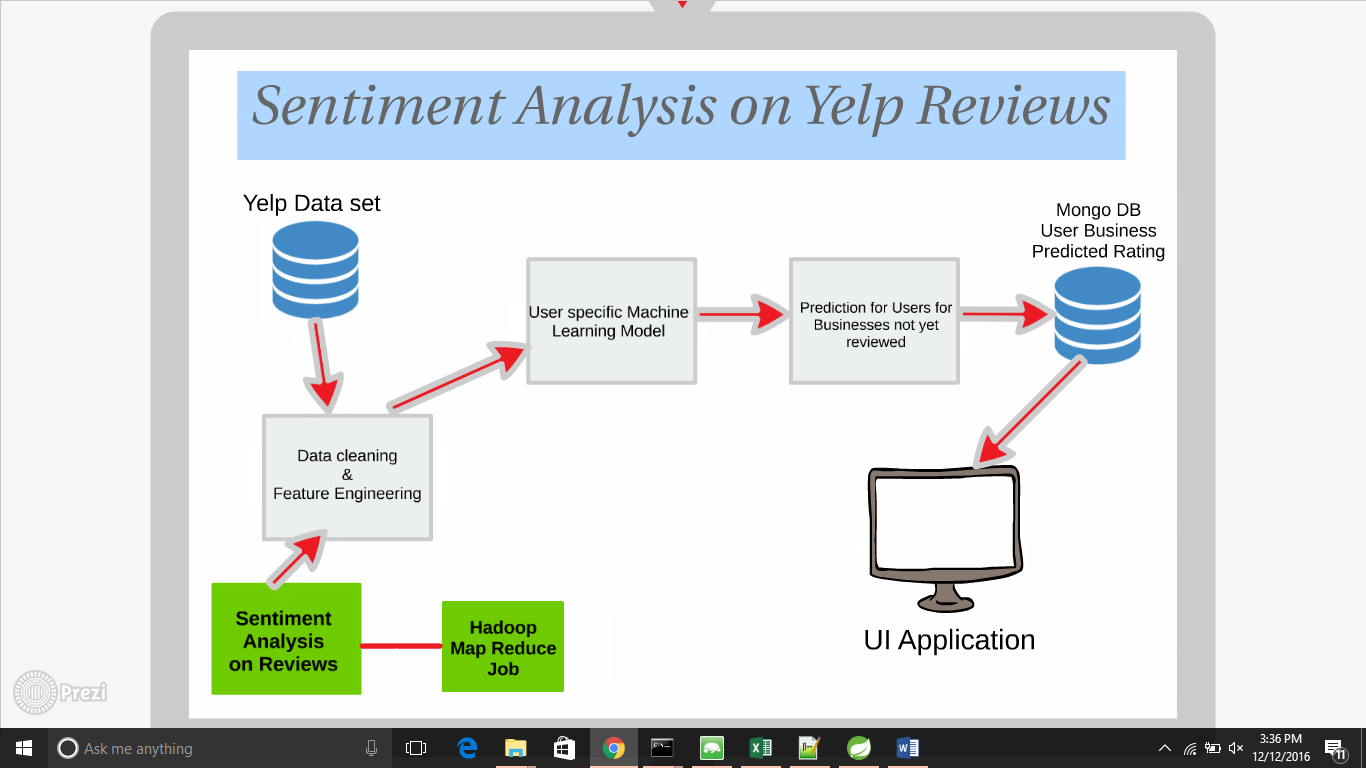 Sentiment Analysis on Yelp Reviews
Yelp Data set
Mongo DB
User Business
Predicted Rating
User specific Machine
Learning Model
Prediction for Users for
Businesses not yet
reviewed
Data cleaning
&
Feature Engineering
Sentiment
Analysis
on Reviews
Hadoop
Map Reduce
Job
UI Application
Prezi
Ask me anything
3:36 PM
12/12/2016
11